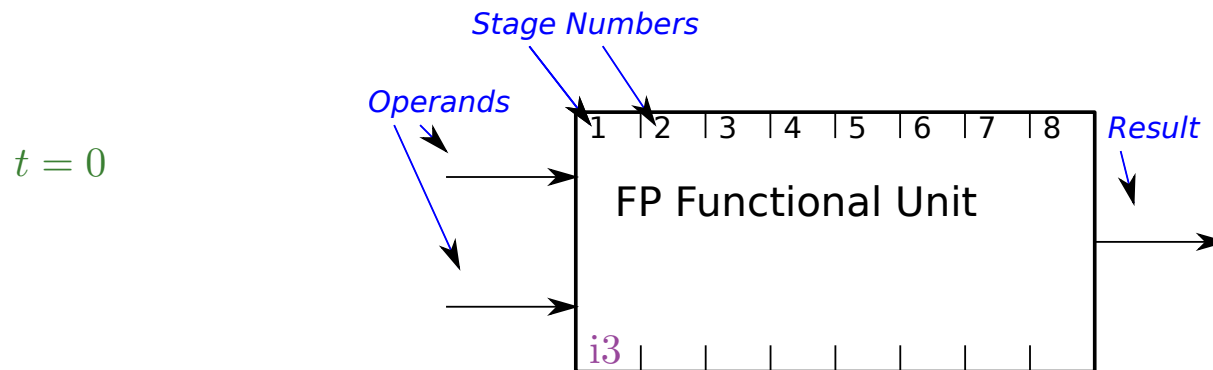 Stage Numbers
Operands
1 2 3 4 5 6 7 8
Result
t = 0
FP Functional Unit
i3